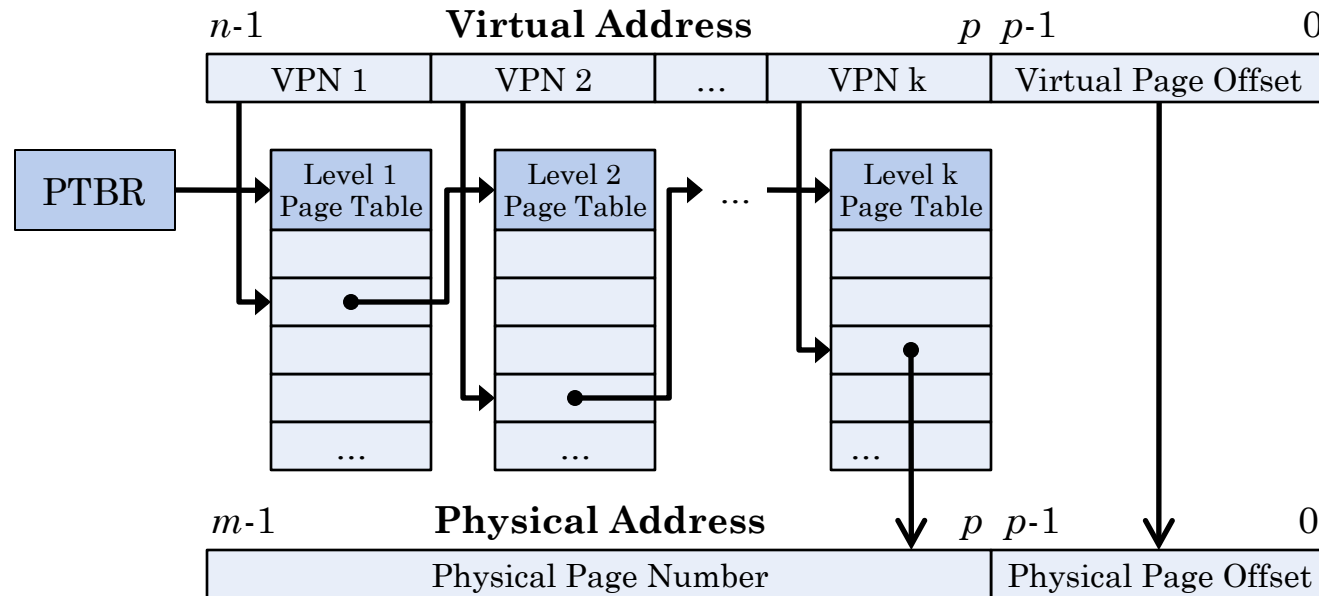 n-1 Virtual Address p p-1 0
VPN 1 VPN 2 ... VPN k Virtual Page Offset
PTBR
Level 1
Page Table
Level 2
Page Table
...
Level k
Page Table
...
...
...
m-1 Physical Address p p-1 0
Physical Page Number Physical Page Offset